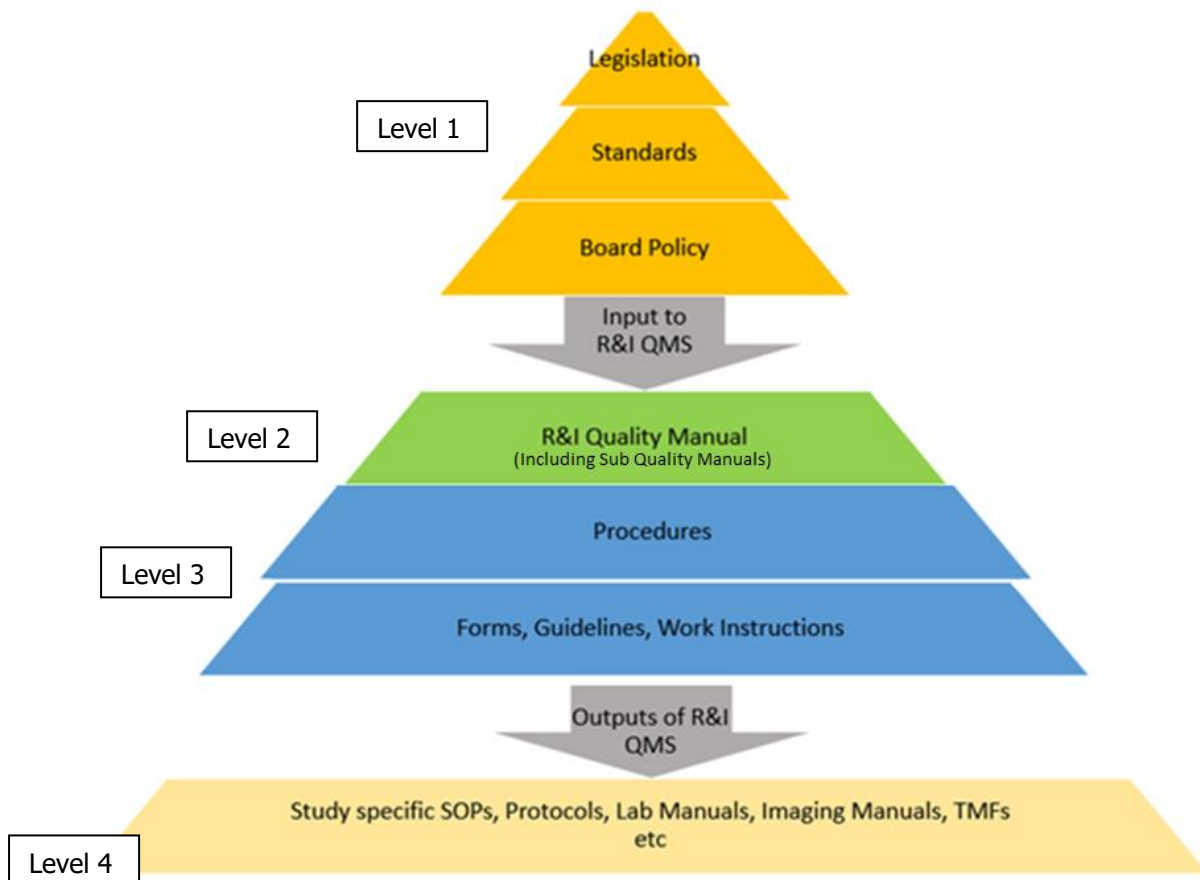 Legislation
Level 1
Standards
Board Policy
Input to
R&I QMS
Level 2
R&I Quality Manual
(Including Sub Quality Manuals)
Procedures
Level 3
Forms, Guidelines, Work Instructions
Outputs of R&I
QMS
Study specific SOPs, Protocols, Lab Manuals, Imaging Manuals, TMFs
etc
Level 4